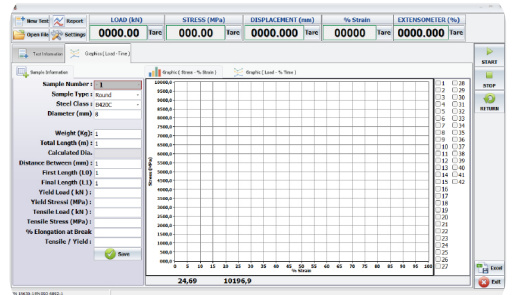 New Test Report
Open File Settings
LOAD (kN)
0000.00 Tare
STRESS (MPa)
000.00 Tare
DISPLACEMENT (mm)
0000.000 Tare
% Strain
00000 Tare
EXTENSOMETER (%)
0000.000 Tare
Test Information Graphics ( Load - Time )
START
STOP
RETURN
Sample Information
Sample Number : 1
Sample Type : Round
Steel Class : B420C
Diameter (mm) 8
Weight (Kg): 1
Total Length (m) : 1
Calculated Dia.
Distance Between (mm) : 1
First Length (L0) 1
Final Length (L1) 1
Yield Load ( kN ) :
Yield Stressi (MPa) :
Tensile Load ( kN ) :
Tensile Stress (MPa) :
% Elongation at Break
Tensile / Yield :
Save
Graphic ( Stress - % Strain ) Graphic ( Load - % Time )
Stress (MPa)
10000,0
9500,0
9000,0
8500,0
8000,0
7500,0
7000,0
6500,0
6000,0
5500,0
5000,0
4500,0
4000,0
3500,0
3000,0
2500,0
2000,0
1500,0
1000,0
500,0
0 5 10 15 20 25 30 35 40 45 50 55 60 65 70 75 80 85 90 95 100
% Strain
24,69 10196,9
1 28
2 29
3 30
4 31
5 32
6 33
7 34
8 35
9 36
10 37
11 38
12 39
13 40
14 41
15 42
16
17
18
19
20
21
22
23
24
25
26
27
Excel
Exit